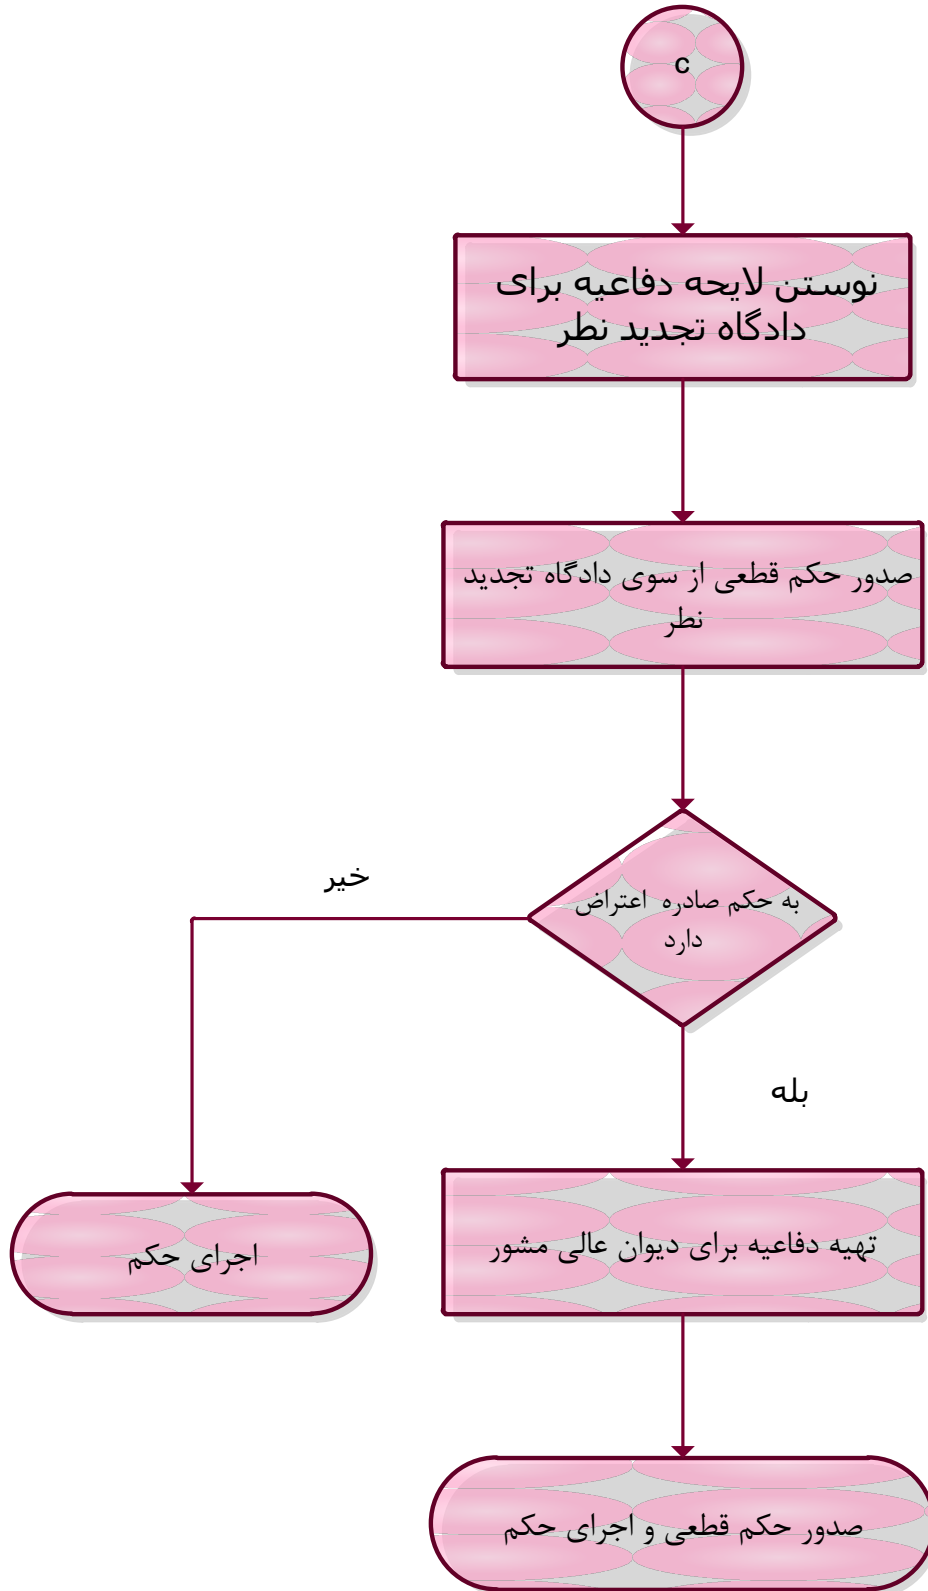 c
نوستن لایحه دفاعیه برای
دادگاه تجدید نطر
صدور حکم قطعی از سوی دادگاه تجدید
نطر
به حکم صادره اعتراض
دارد
خیر
بله
تهیه دفاعیه برای دیوان عالی مشور
اجرای حکم
صدور حکم قطعی و اجرای حکم